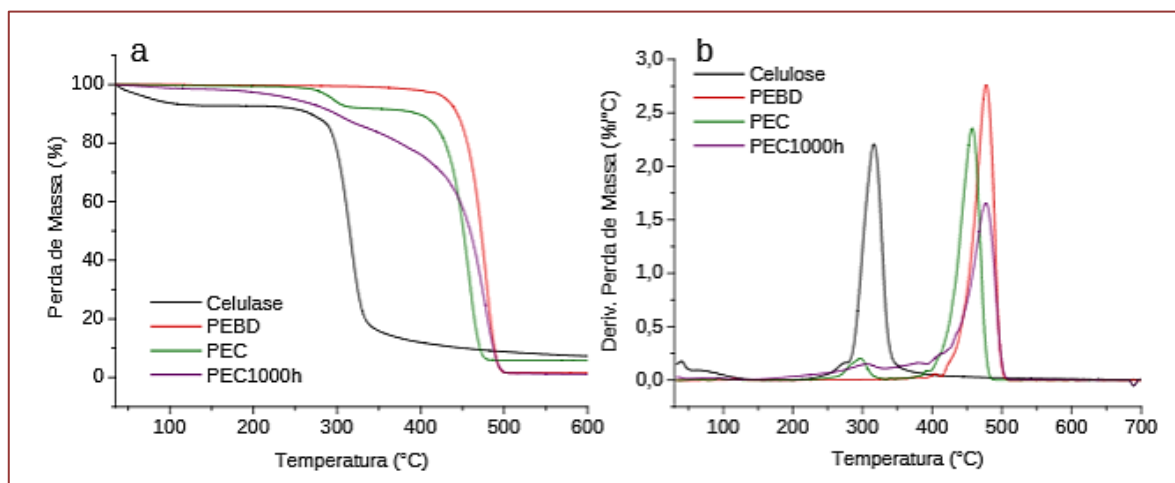 a
Perda de Massa (%)
100
80
60
40
20
0
Celulase
PEBD
PEC
PEC1000h
100 200 300 400 500 600
Temperatura (°C)
b
Deriv. Perda de Massa (%/°C)
3,0
2,5
2,0
1,5
1,0
0,5
0,0
Celulose
PEBD
PEC
PEC1000h
100 200 300 400 500 600 700
Temperatura (°C)